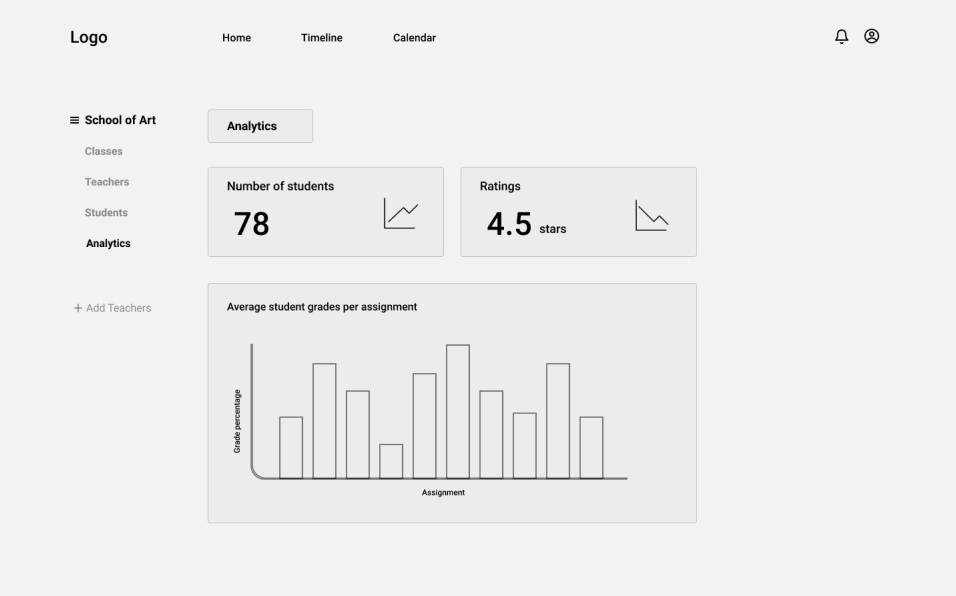 Logo
Home
Timeline
Calendar
School of Art
Classes
Teachers
Students
Analytics
Add Teachers
Analytics
Number of students
78
Ratings
4.5 stars
Average student grades per assignment
Grade percentage
Assignment